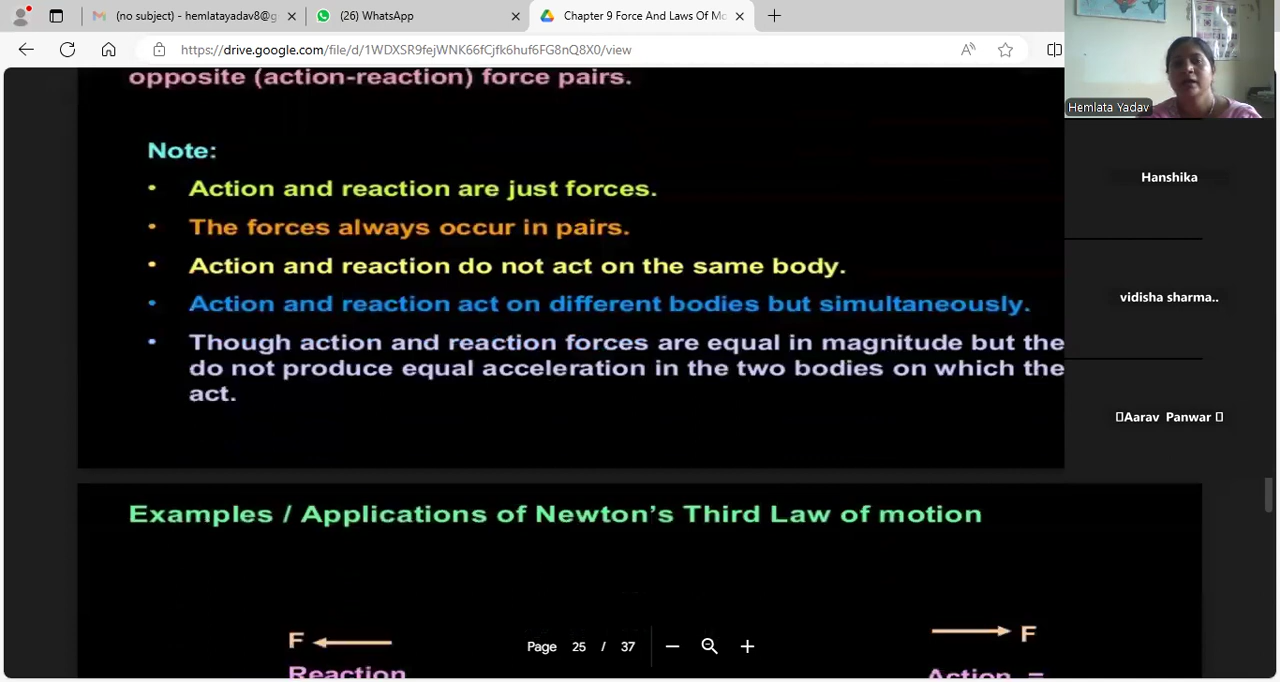 (no subject) - hemlatayadav8@g
(26) WhatsApp
Chapter 9 Force And Laws Of Mo
https://drive.google.com/file/d/1WDXSR9fejWNK66fCjfk6huf6FG8nQ8X0/view
opposite (action-reaction) force pairs.
Note:
• Action and reaction are just forces.
• The forces always occur in pairs.
• Action and reaction do not act on the same body.
• Action and reaction act on different bodies but simultaneously.
• Though action and reaction forces are equal in magnitude but the
do not produce equal acceleration in the two bodies on which the
act.
Examples / Applications of Newton's Third Law of motion
F
F
Page 25 / 37
Reaction
Action =
Hemlata Yadav
Hanshika
vidisha sharma..
Aarav Panwar